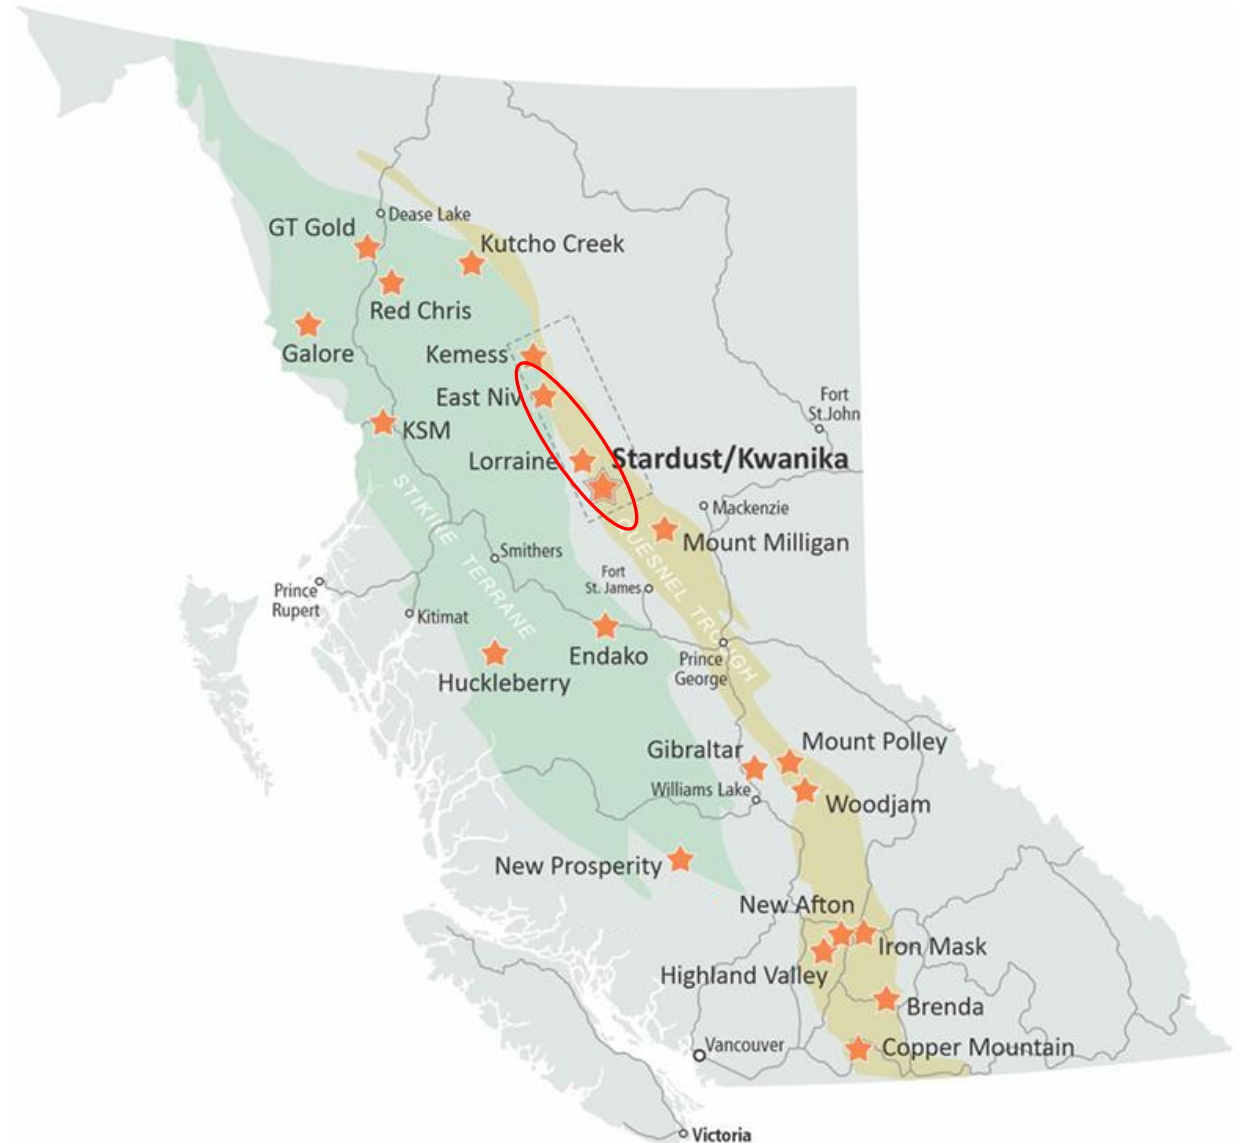 Dease Lake
GT Gold
Kutcho Creek
Red Chris
Galore
Kemess
East Niv
Fort
St.John
KSM
Lorraine
Stardust/Kwanika
Mackenzie
Mount Milligan
STIKINE TERRANE
QUESNEL TROUGH
Smithers
Fort
St. James
Prince
Rupert
Kitimat
Endako
Prince
George
Huckleberry
Gibraltar
Mount Polley
Williams Lake
Woodjam
New Prosperity
New Afton
Iron Mask
Highland Valley
Brenda
Vancouver
Copper Mountain
Victoria